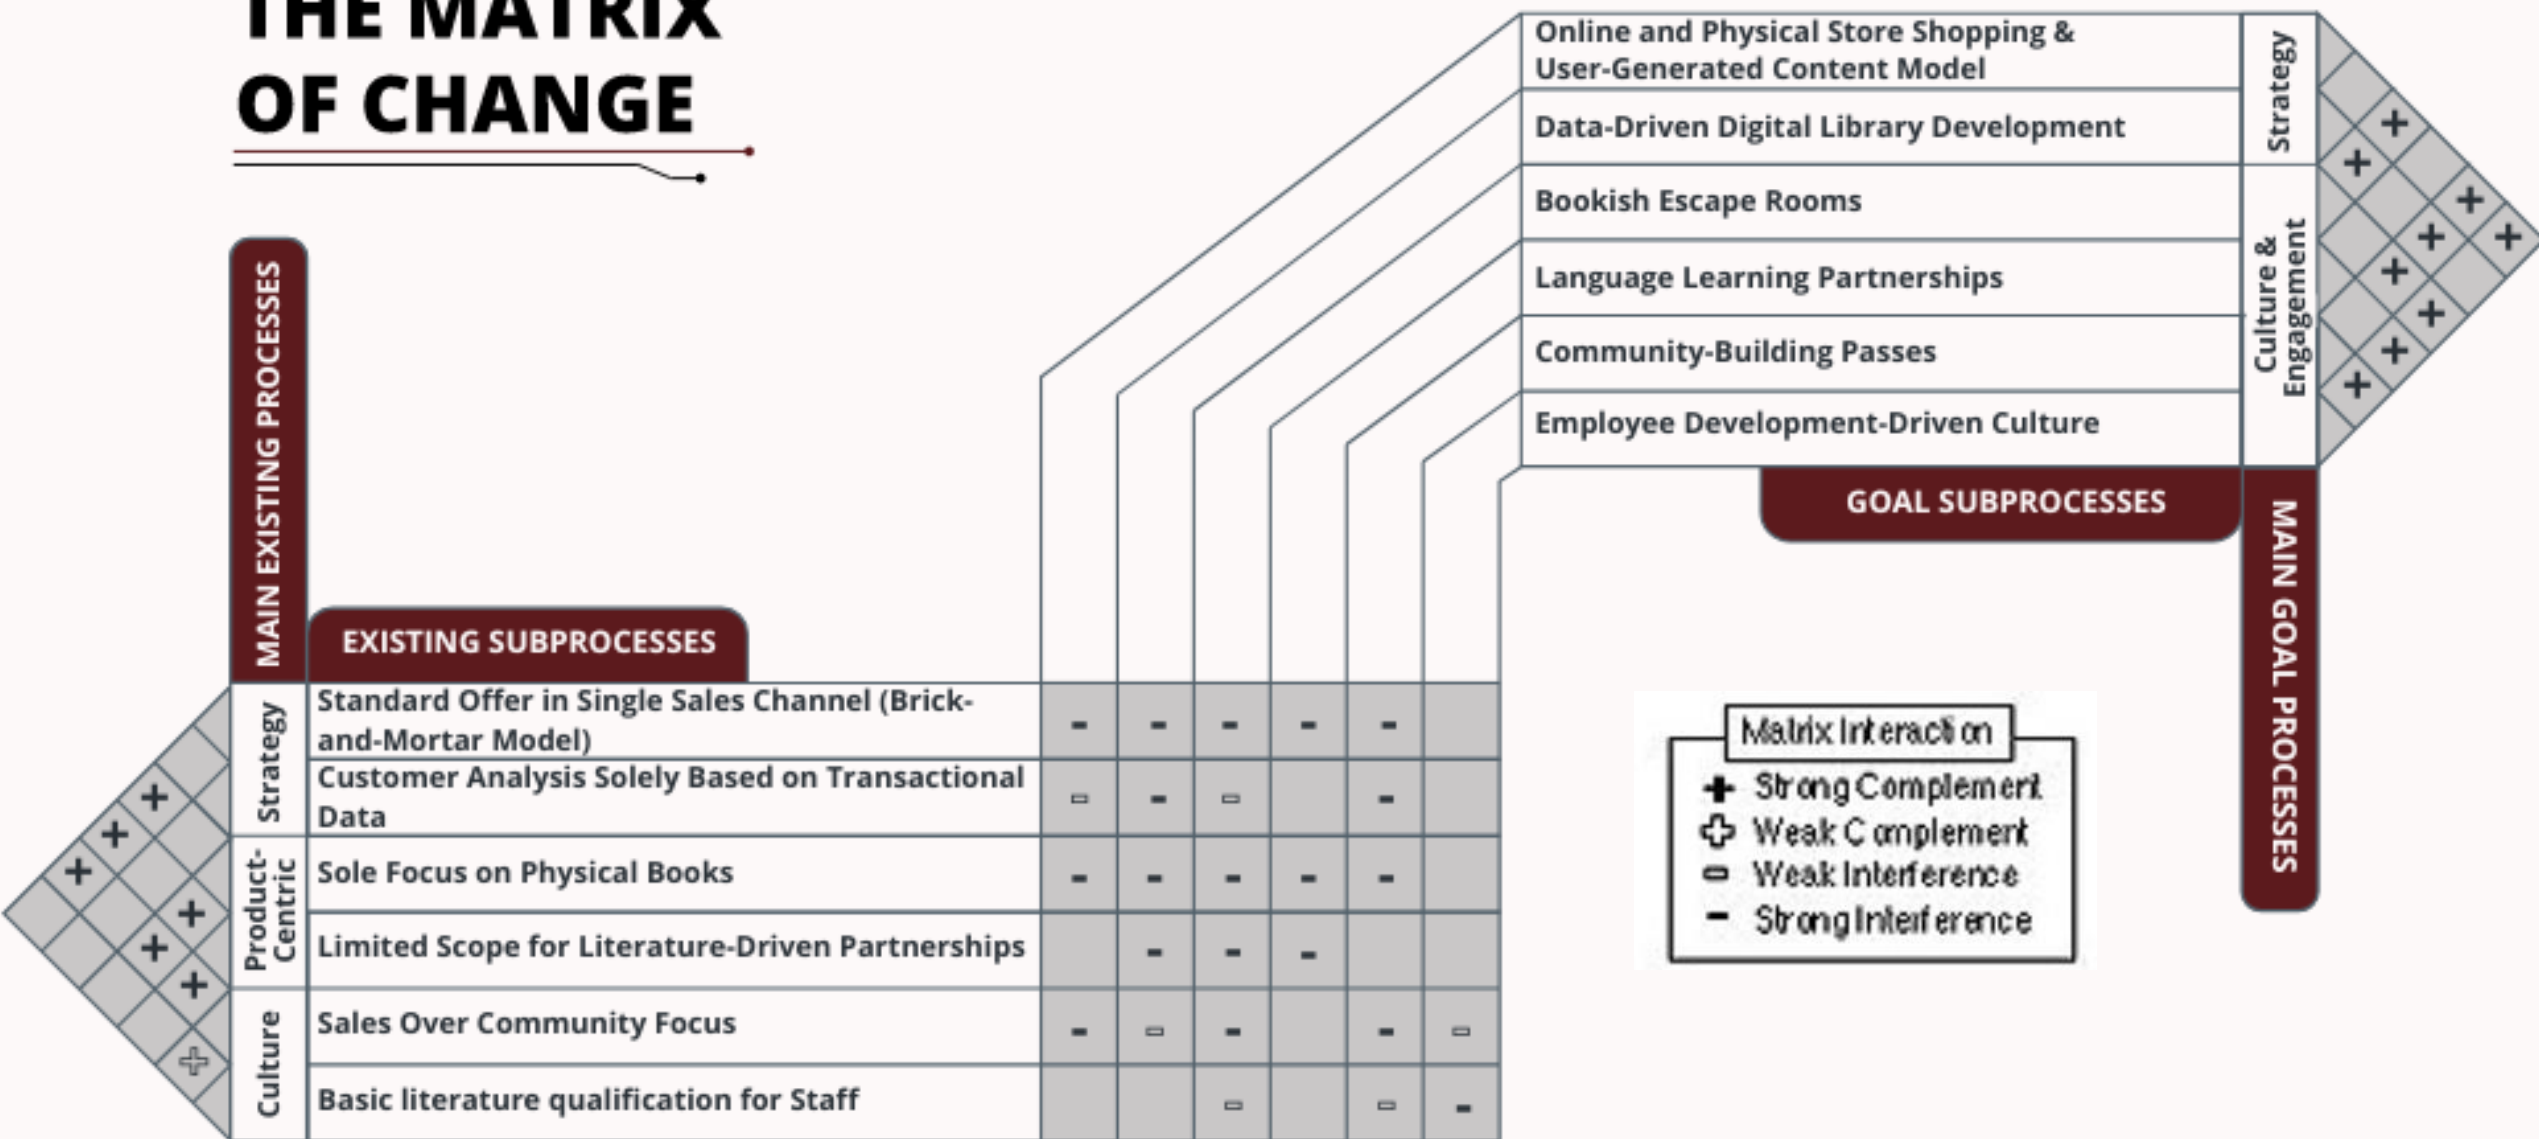 THE MATRIX
OF CHANGE
Online and Physical Store Shopping &
User-Generated Content Model
Data-Driven Digital Library Development
Bookish Escape Rooms
Language Learning Partnerships
Community-Building Passes
Employee Development-Driven Culture
Strategy
Culture &
Engagement
GOAL SUBPROCESSES
MAIN GOAL PROCESSES
MAIN EXISTING PROCESSES
EXISTING SUBPROCESSES
Strategy
Product-
Centric
Culture
Standard Offer in Single Sales Channel (Brick-
and-Mortar Model)
Customer Analysis Solely Based on Transactional
Data
Sole Focus on Physical Books
Limited Scope for Literature-Driven Partnerships
Sales Over Community Focus
Basic literature qualification for Staff
Matrix Interaction
Strong Complement
Weak Complement
Weak Interference
Strong Interference